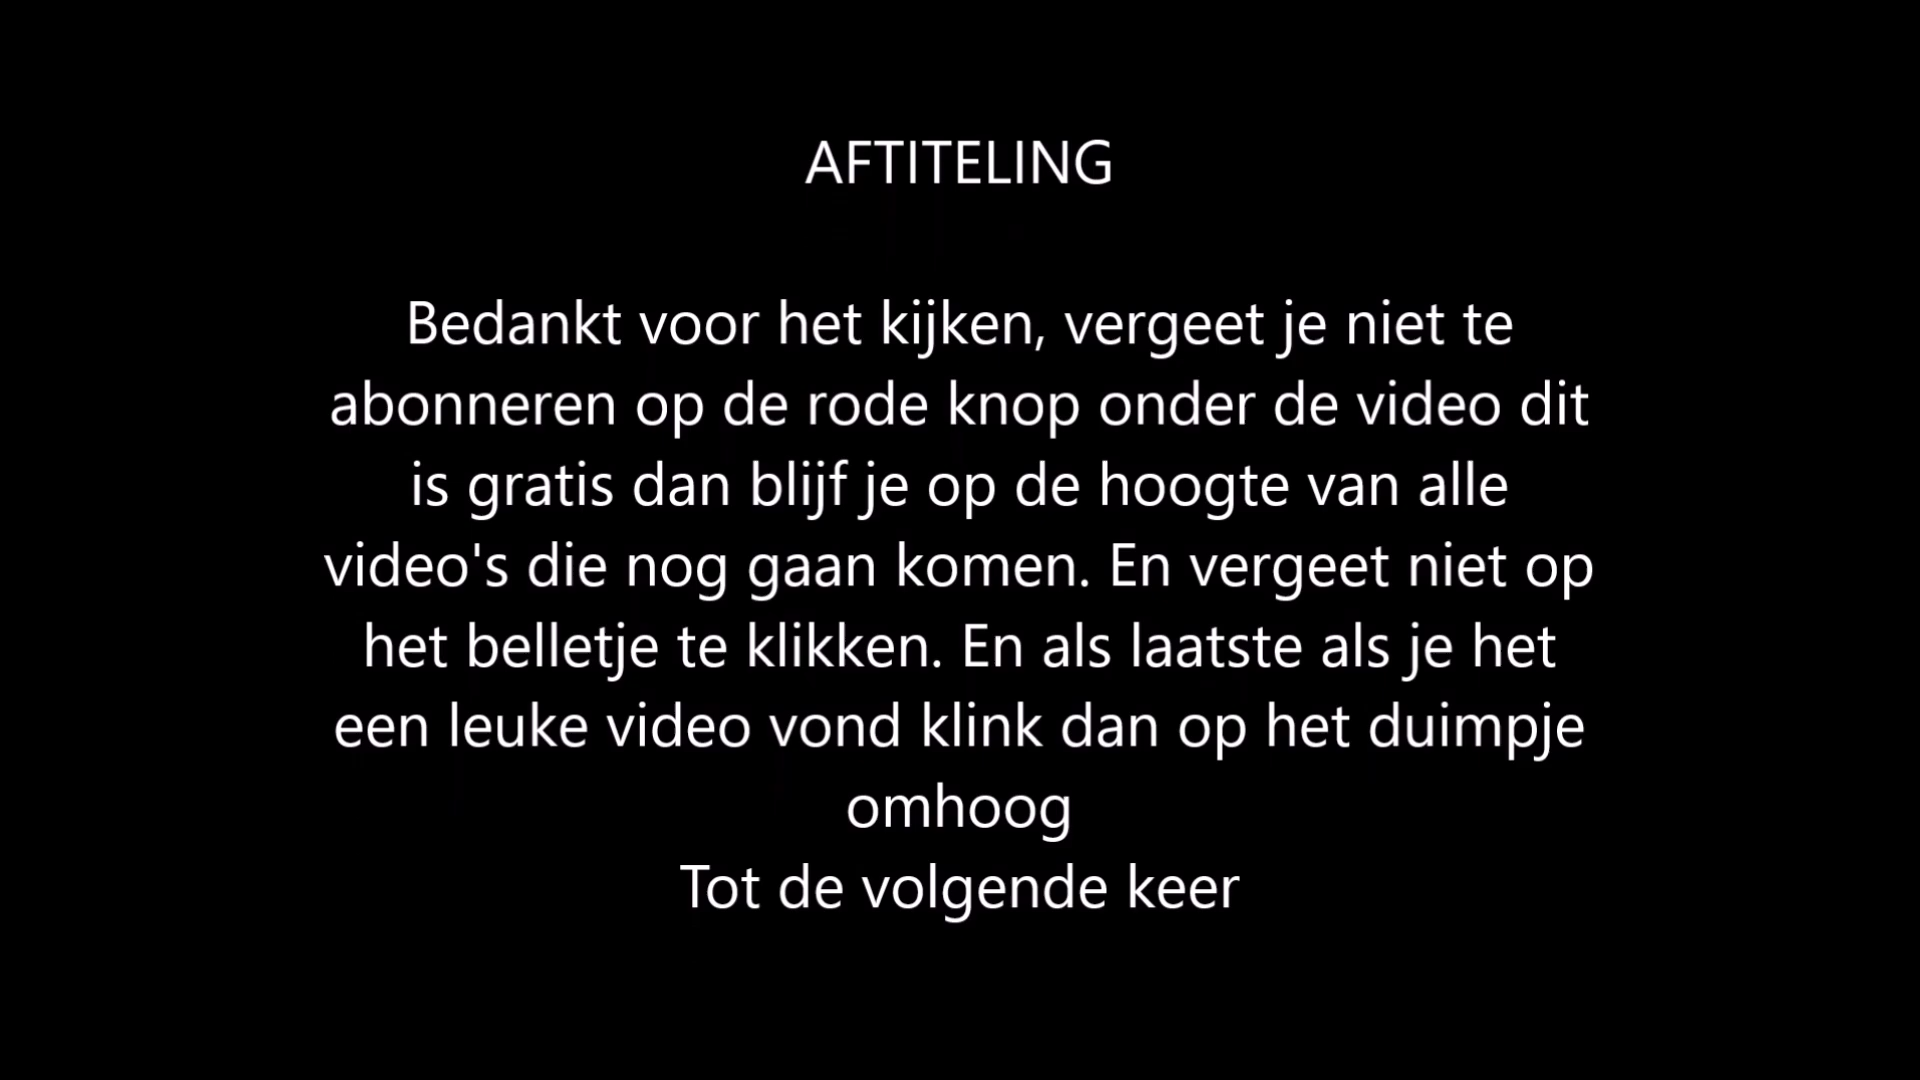 AFTITELING
Bedankt voor het kijken, vergeet je niet te
abonneren op de rode knop onder de video dit
is gratis dan blijf je op de hoogte van alle
video's die nog gaan komen. En vergeet niet op
het belletje te klikken. En als laatste als je het
een leuke video vond klink dan op het duimpje
omhoog
Tot de volgende keer